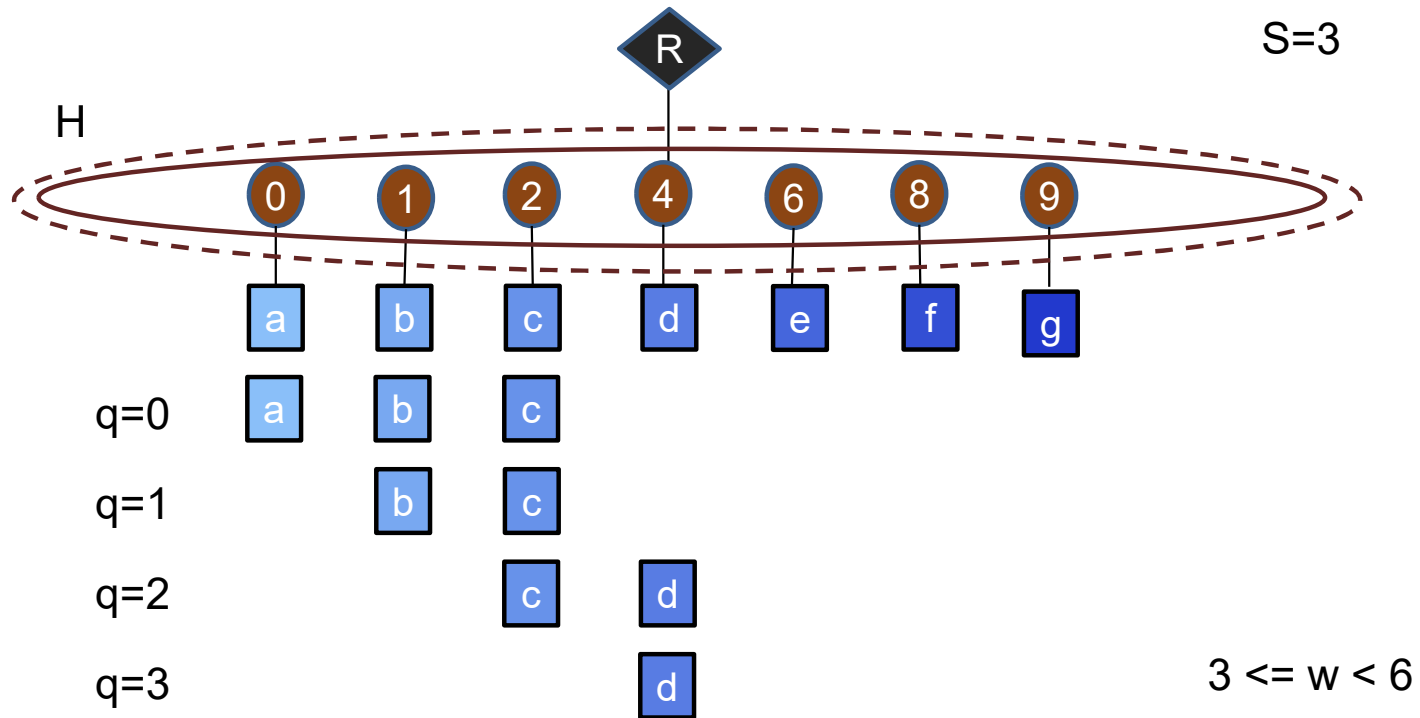 R
S=3
H
0 1 2 4 6 8 9
a b c d e f g
q=0 a b c
q=1 b c
q=2 c d
q=3 d
3 <= w < 6